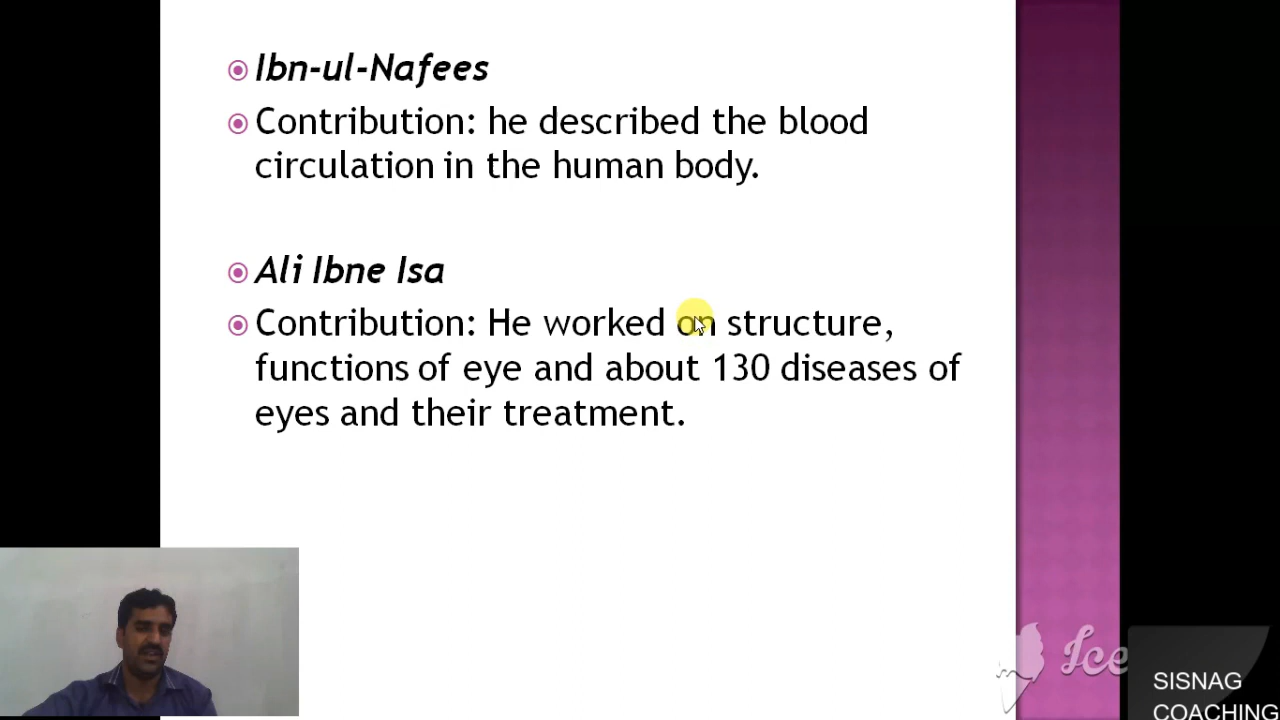 Ibn-ul-Nafees
Contribution: he described the blood
circulation in the human body.
Ali Ibne Isa
Contribution: He worked on structure,
functions of eye and about 130 diseases of
eyes and their treatment.
Ice
SISNAG
COACHING